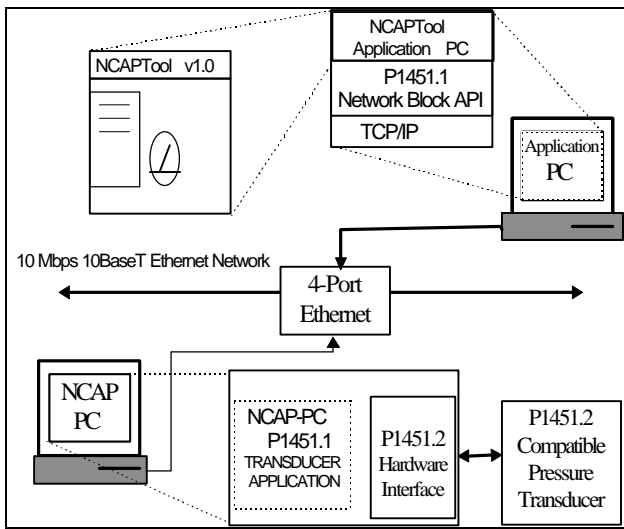 NCAPTool v1.0
NCAPTool
Application PC
P1451.1
Network Block API
TCP/IP
Application
PC
10 Mbps 10BaseT Ethernet Network
4-Port
Ethernet
NCAP
PC
NCAP-PC
P1451.1
TRANSDUCER
APPLICATION
P1451.2
Hardware
Interface
P1451.2
Compatible
Pressure
Transducer